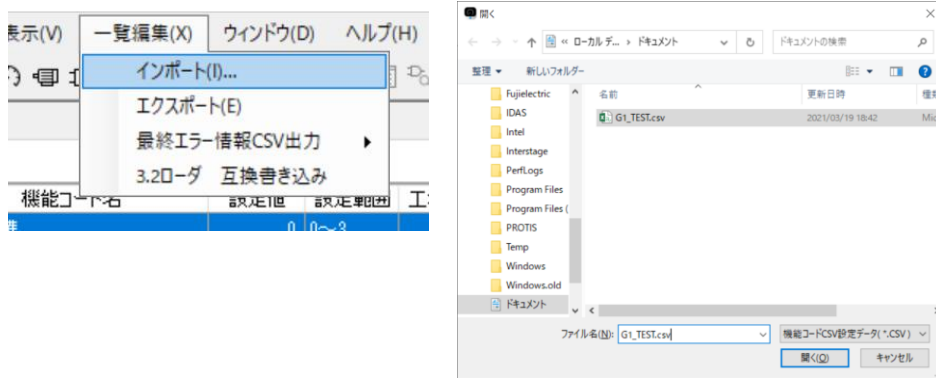 表示(V) 一覧編集(X) ウィンドウ(D) ヘルプ(H)
インポート(I)...
エクスポート(E)
最終エラー情報CSV出力
3.2ローダ 互換書き込み
機能コード名 設定値 設定範囲
0 0～3
開く
« ローカル デ... › ドキュメント
ドキュメントの検索
整理 新しいフォルダー
名前 更新日時 種類
Fujielectric
IDAS
Intel
Interstage
PerfLogs
Program Files
Program Files (
PROTIS
Temp
Windows
Windows.old
ドキュメント
G1_TEST.csv 2021/03/19 18:42 Mic
ファイル名(N): G1_TEST.csv 機能コードCSV設定データ(*.CSV)
開く(O) キャンセル